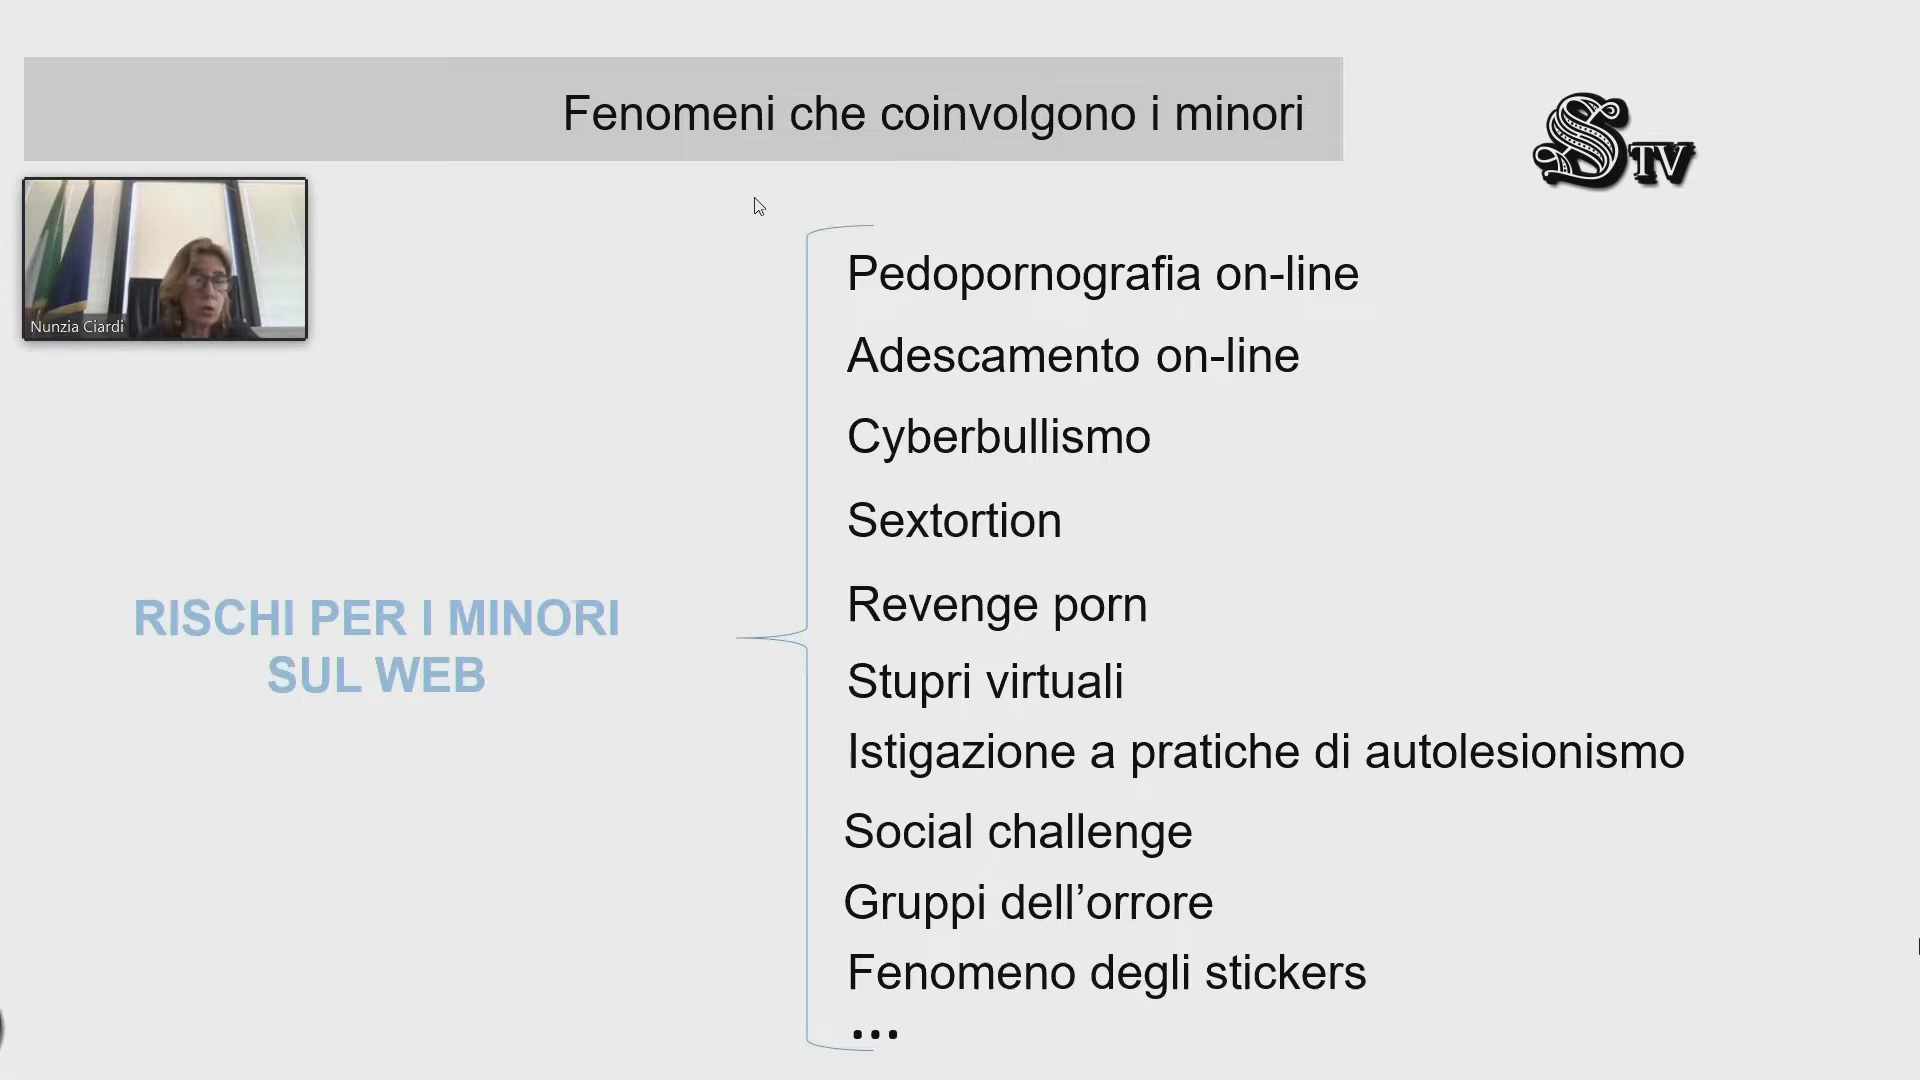 Fenomeni che coinvolgono i minori
STV
Nunzia Ciardi
RISCHI PER I MINORI
SUL WEB
Pedopornografia on-line
Adescamento on-line
Cyberbullismo
Sextortion
Revenge porn
Stupri virtuali
Istigazione a pratiche di autolesionismo
Social challenge
Gruppi dell’orrore
Fenomeno degli stickers
...